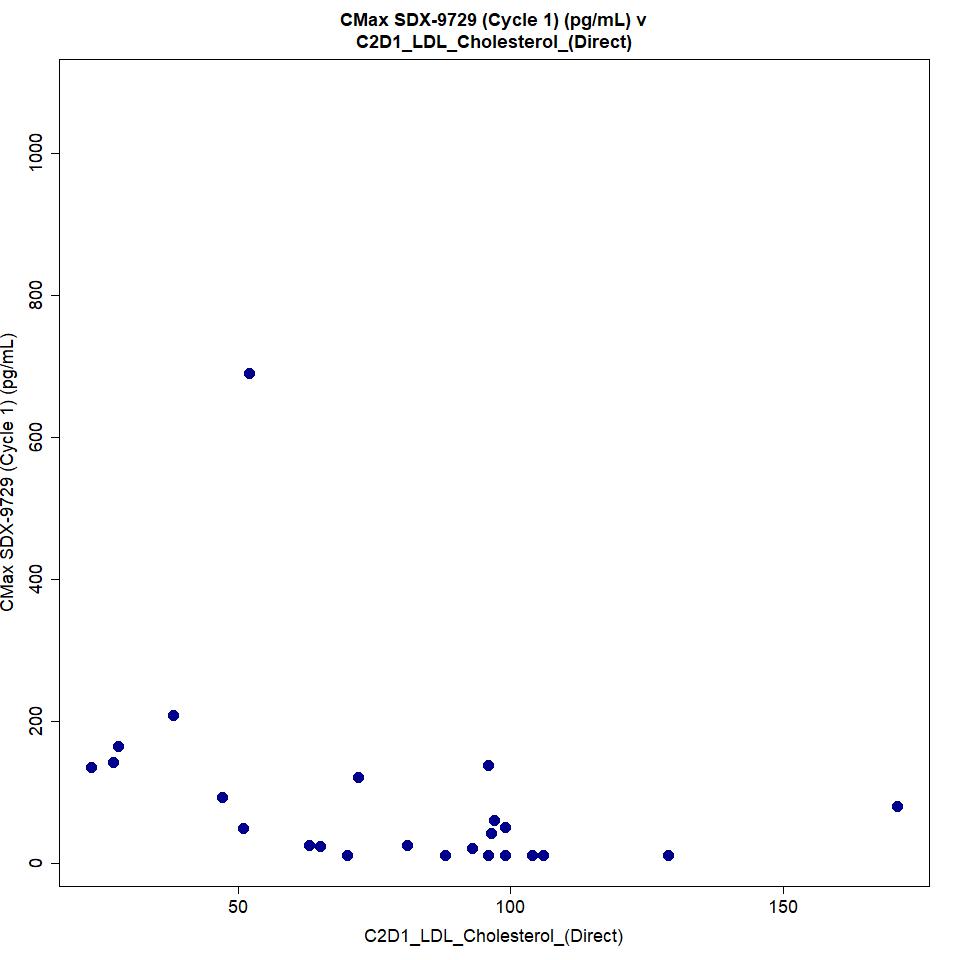 CMax SDX-9729 (Cycle 1) (pg/mL) v
C2D1_LDL_Cholesterol_(Direct)
1000
800
600
400
200
0
CMax SDX-9729 (Cycle 1) (pg/mL)
50 100 150
C2D1_LDL_Cholesterol_(Direct)